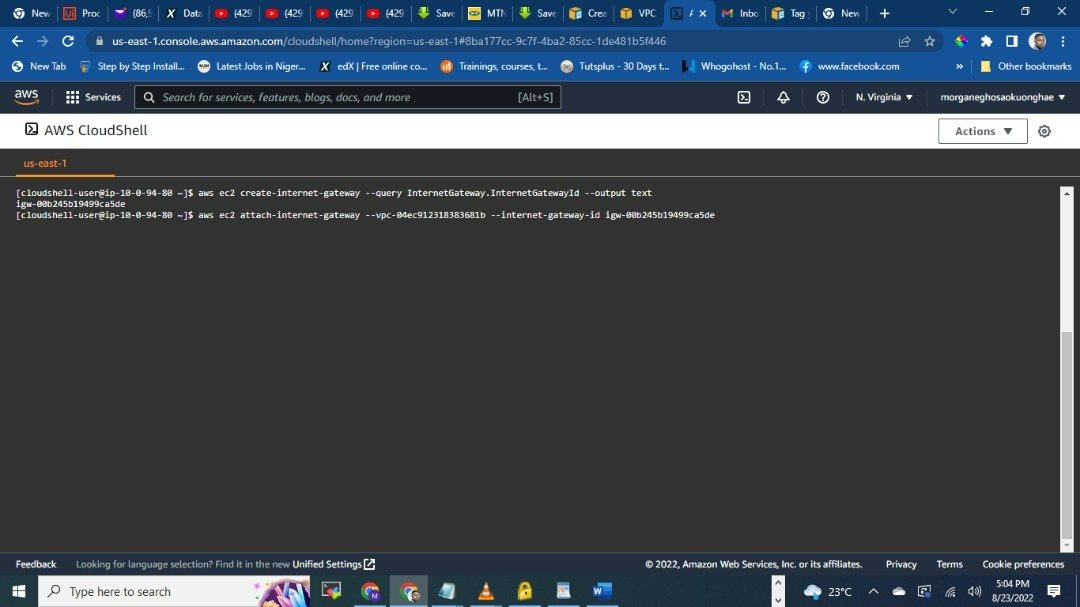 New
Proc
(86,9
Data
(429
(429
(429
(429
Save
MTN
Save
Crea
VPC
Inbo
Tag
New
us-east-1.console.aws.amazon.com/cloudshell/home?region=us-east-1#8ba177cc-9c7f-4ba2-85cc-1de481b5f446
New Tab
Step by Step Install...
Latest Jobs in Niger...
edX | Free online co...
Trainings, courses, t...
Tutsplus - 30 Days t...
Whogohost - No.1...
www.facebook.com
»
Other bookmarks
aws
Services
Search for services, features, blogs, docs, and more
[Alt+S]
N. Virginia ▼
morganeghosaokuonghae ▼
AWS CloudShell
Actions ▼
us-east-1
[cloudshell-user@ip-10-0-94-80 ~]$ aws ec2 create-internet-gateway --query InternetGateway.InternetGatewayId --output text
igw-00b245b19499ca5de
[cloudshell-user@ip-10-0-94-80 ~]$ aws ec2 attach-internet-gateway --vpc-04ec912318383681b --internet-gateway-id igw-00b245b19499ca5de
Feedback
Looking for language selection? Find it in the new Unified Settings
© 2022, Amazon Web Services, Inc. or its affiliates.
Privacy
Terms
Cookie preferences
Type here to search
23°C
5:04 PM
8/23/2022